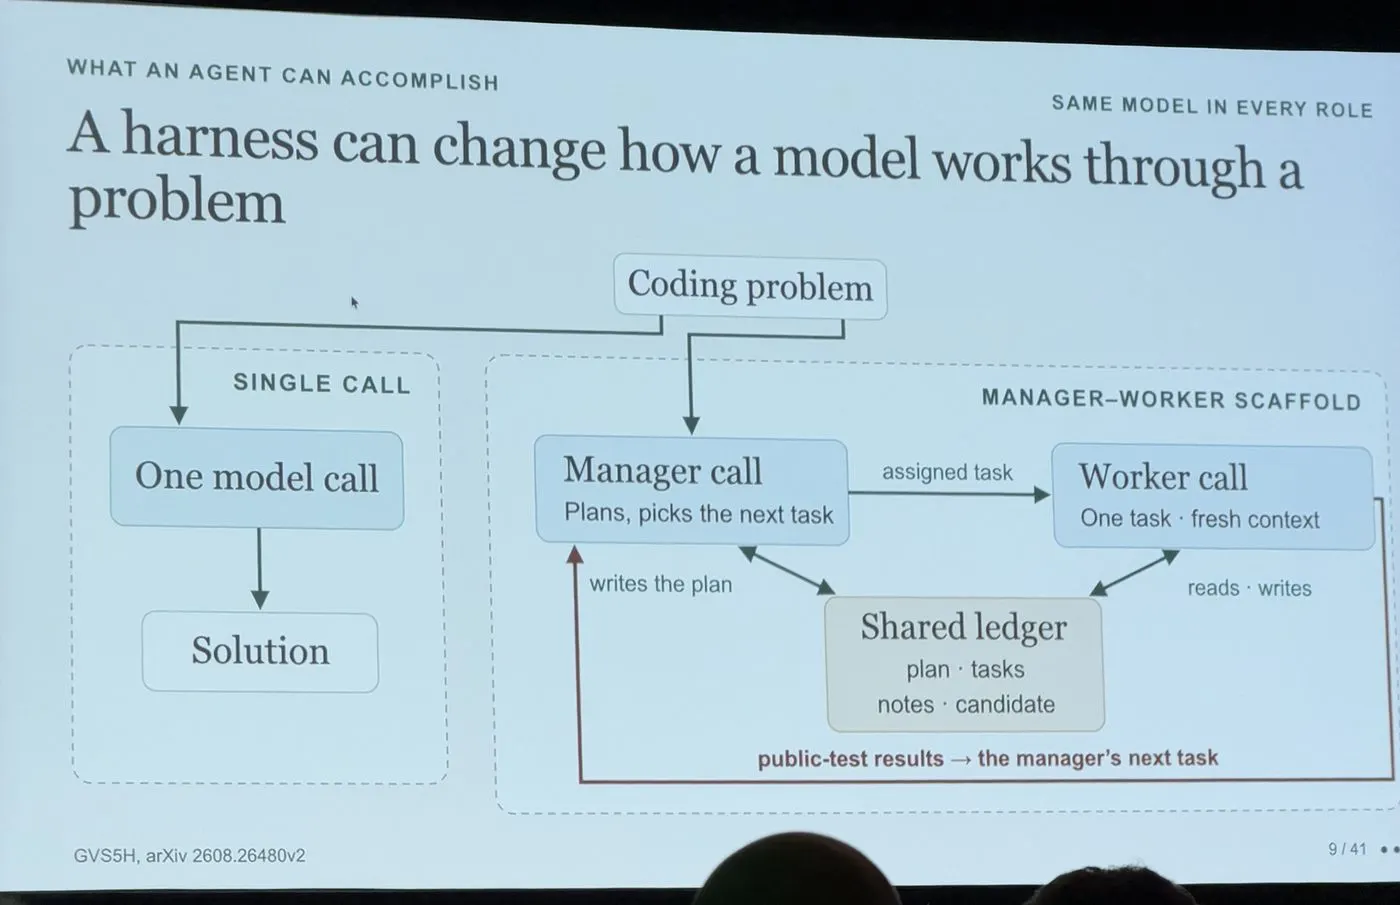 WHAT AN AGENT CAN ACCOMPLISH
SAME MODEL IN EVERY ROLE
A harness can change how a model works through a
problem
Coding problem
SINGLE CALL
One model call
Solution
MANAGER–WORKER SCAFFOLD
Manager call
Plans, picks the next task
assigned task
Worker call
One task · fresh context
writes the plan
reads · writes
Shared ledger
plan · tasks
notes · candidate
public-test results → the manager's next task
GVS5H, arXiv 2608.26480v2
9 / 41